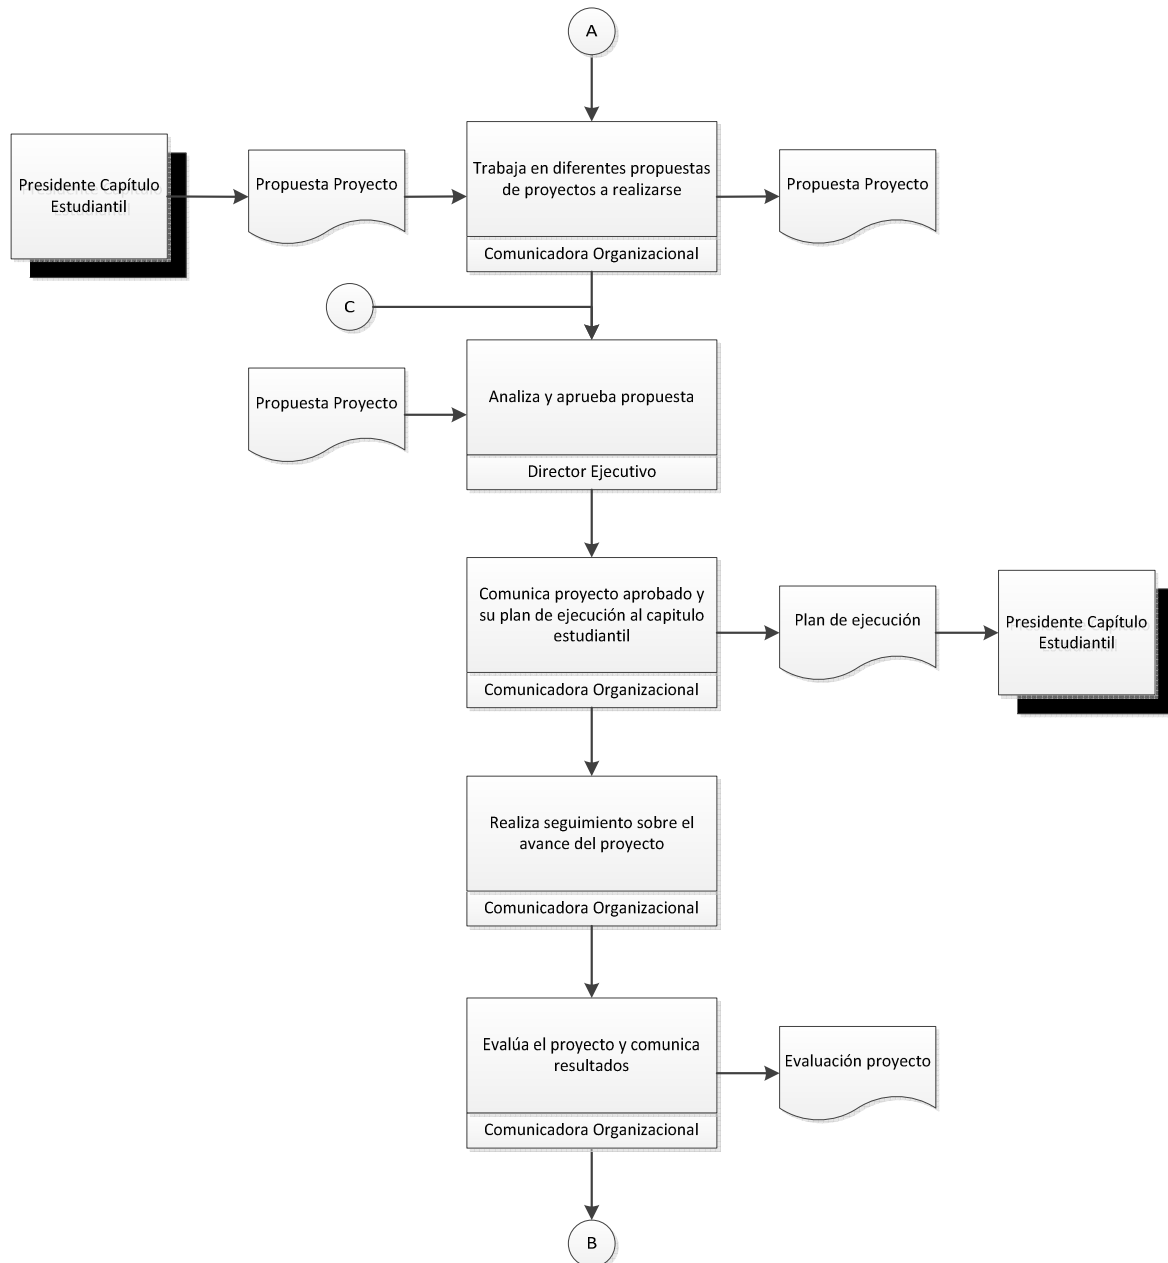 A
Presidente Capítulo
Estudiantil
Propuesta Proyecto
Trabaja en diferentes propuestas
de proyectos a realizarse
Comunicadora Organizacional
Propuesta Proyecto
C
Propuesta Proyecto
Analiza y aprueba propuesta
Director Ejecutivo
Comunica proyecto aprobado y
su plan de ejecución al capitulo
estudiantil
Comunicadora Organizacional
Plan de ejecución
Presidente Capítulo
Estudiantil
Realiza seguimiento sobre el
avance del proyecto
Comunicadora Organizacional
Evalúa el proyecto y comunica
resultados
Comunicadora Organizacional
Evaluación proyecto
B